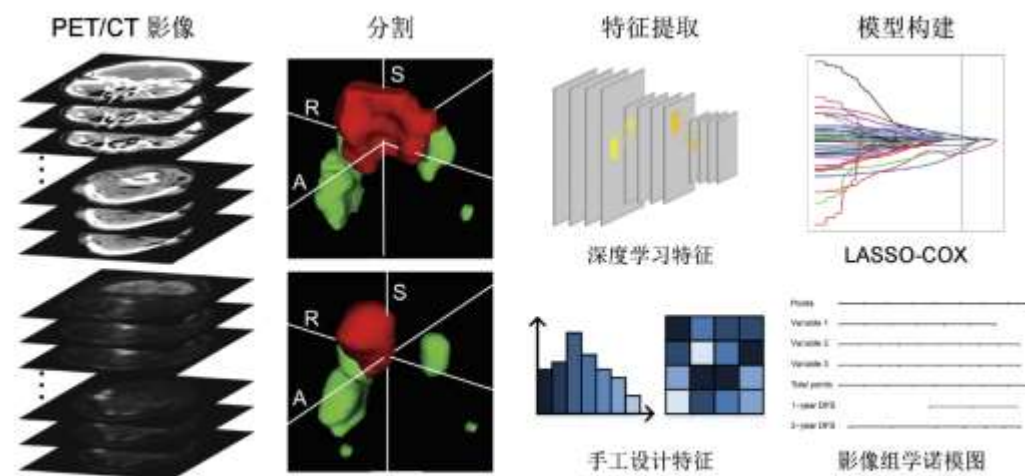 PET/CT 影像
分割
特征提取
模型构建
S
R
A
深度学习特征
LASSO-COX
S
R
A
Points
Variable 1
Variable 2
Variable 3
Total points
1-year DFS
2-year DFS
手工设计特征
影像组学诺模图